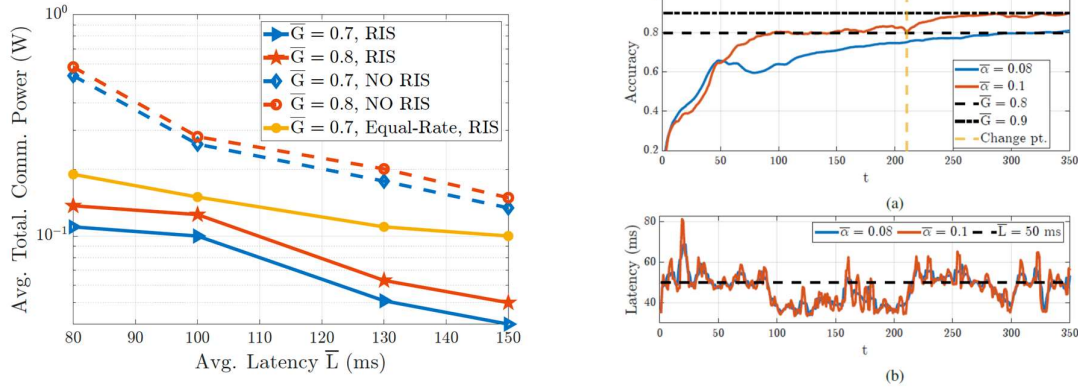 Avg. Total. Comm. Power (W)
10⁰
10⁻¹
G̅ = 0.7, RIS
G̅ = 0.8, RIS
G̅ = 0.7, NO RIS
G̅ = 0.8, NO RIS
G̅ = 0.7, Equal-Rate, RIS
80 90 100 110 120 130 140 150
Avg. Latency L̅ (ms)
Accuracy
0.8
0.6
0.4
0.2
α̅ = 0.08
α̅ = 0.1
G̅ = 0.8
G̅ = 0.9
Change pt.
0 50 100 150 200 250 300 350
t
(a)
Latency (ms)
80
60
40
α̅ = 0.08 α̅ = 0.1 L̅ = 50 ms
0 50 100 150 200 250 300 350
t
(b)